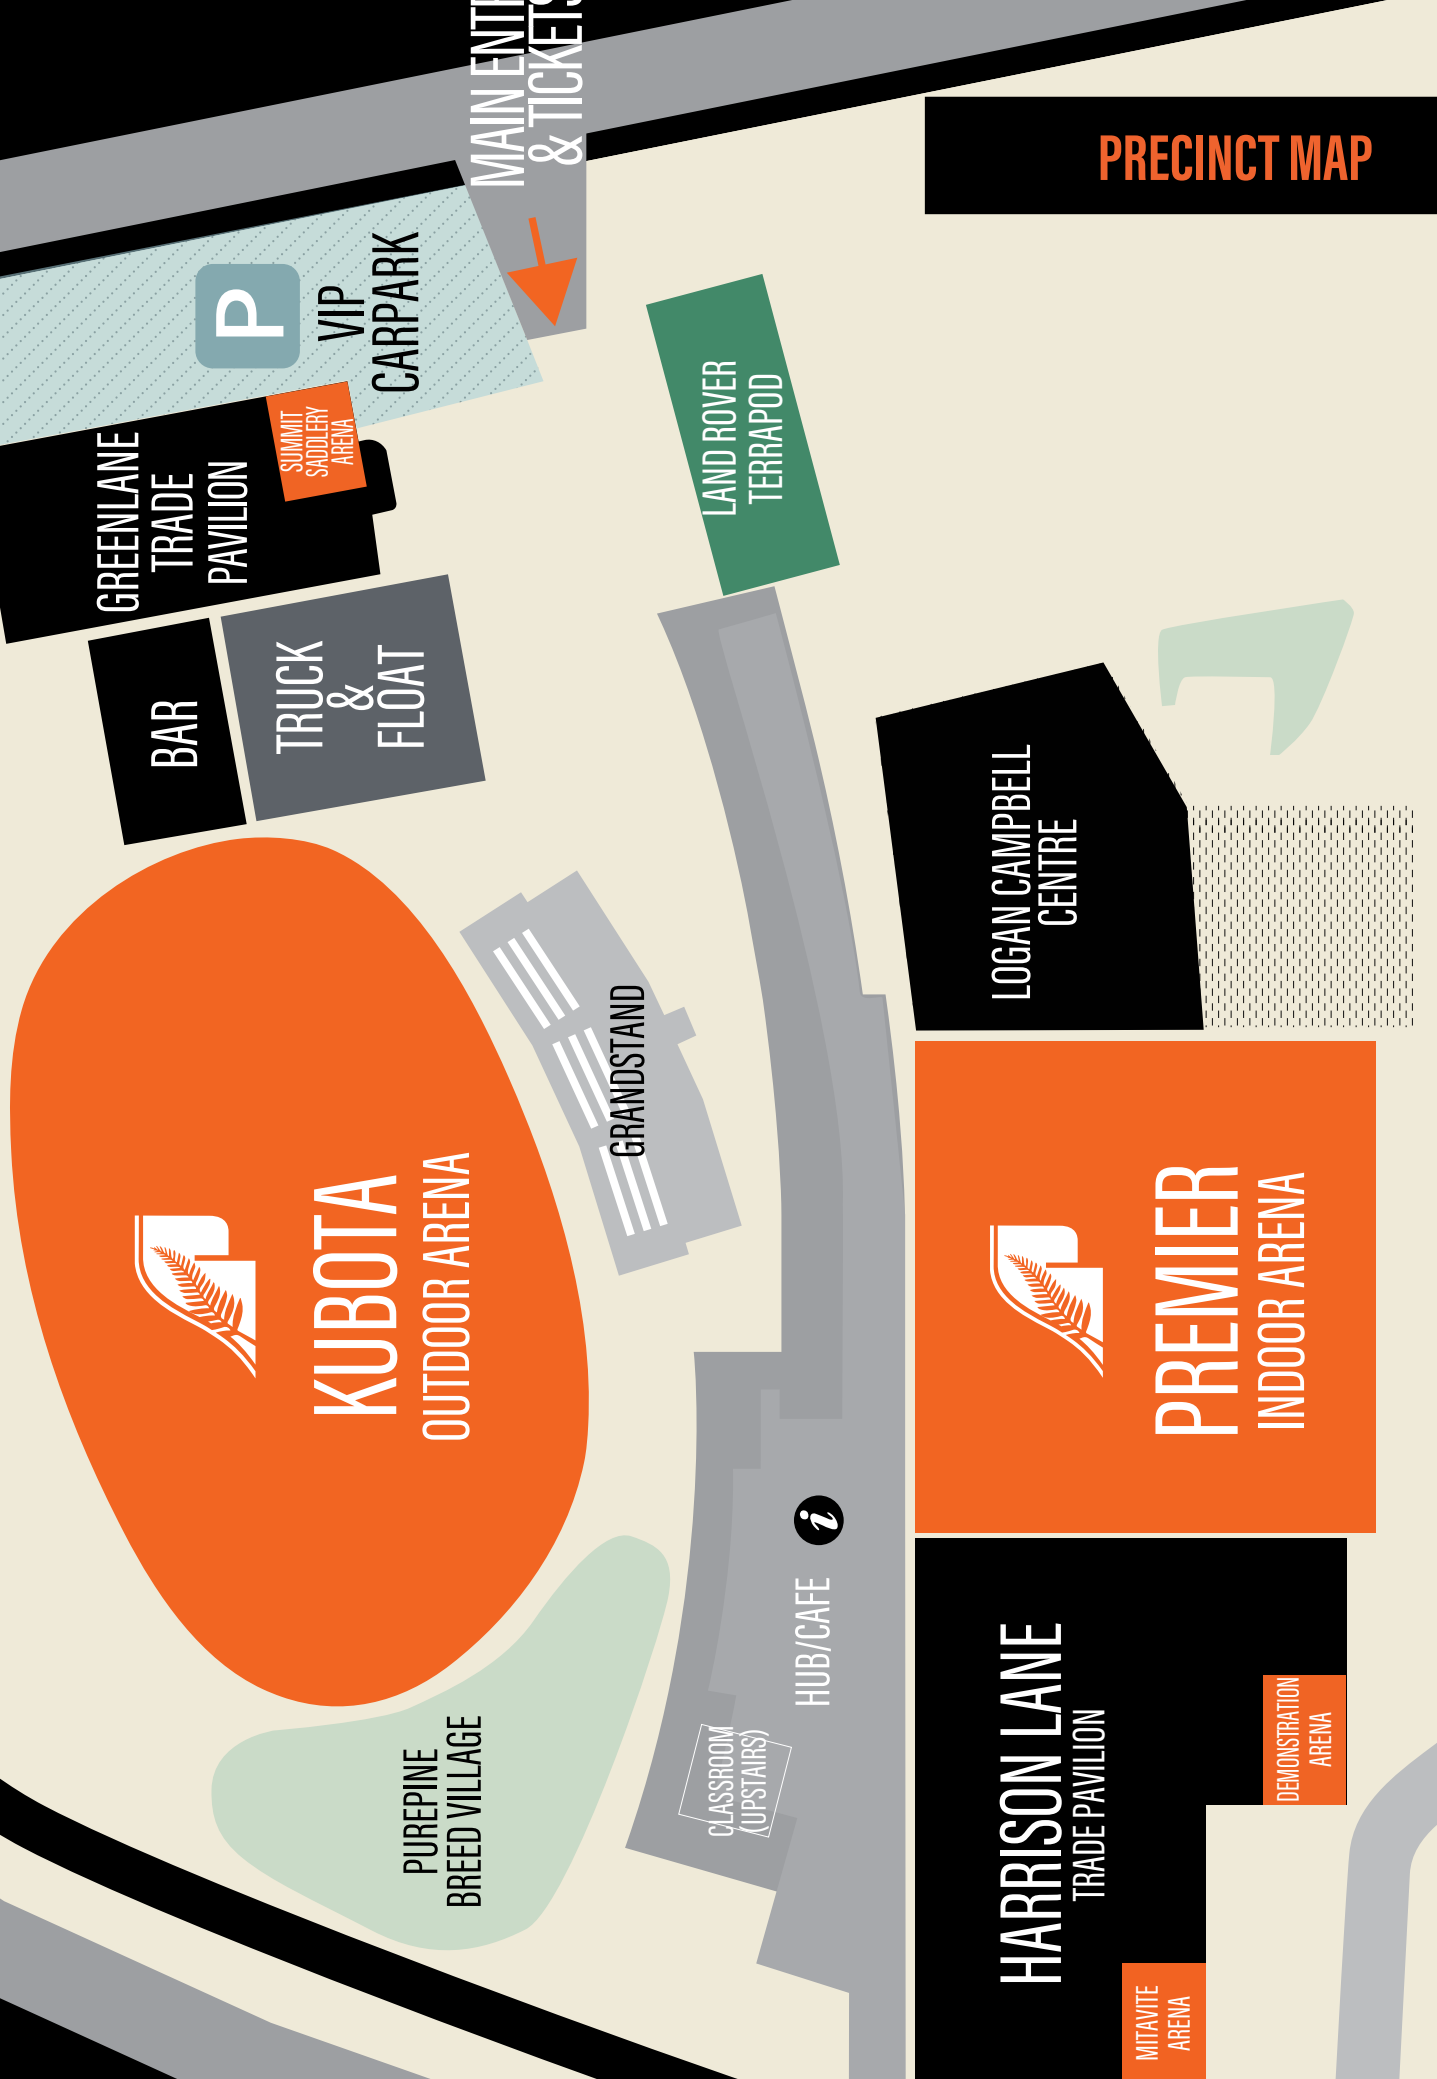 PRECINCT MAP
MAIN ENTR
& TICKETS
P
VIP
CARPARK
SUMMIT
SADDLERY
ARENA
GREENLANE
TRADE
PAVILION
LAND ROVER
TERRAPOD
BAR
TRUCK
&
FLOAT
LOGAN CAMPBELL
CENTRE
GRANDSTAND
KUBOTA
OUTDOOR ARENA
PREMIER
INDOOR ARENA
i
HUB/CAFE
CLASSROOM
(UPSTAIRS)
PUREPINE
BREED VILLAGE
HARRISON LANE
TRADE PAVILION
DEMONSTRATION
ARENA
MITAVITE
ARENA